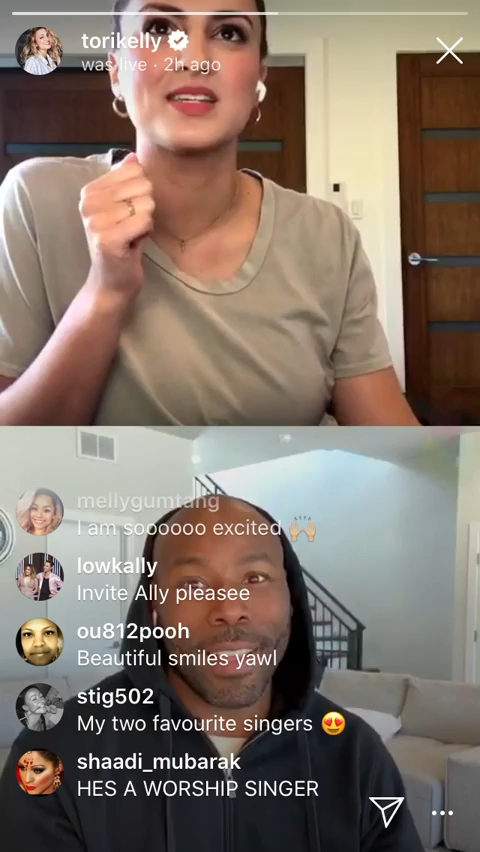 torikelly
was live · 2h ago
mellygumtang
I am soooooo excited 🙌🏼
lowkally
Invite Ally pleasee
ou812pooh
Beautiful smiles yawl
stig502
My two favourite singers 😍
shaadi_mubarak
HES A WORSHIP SINGER